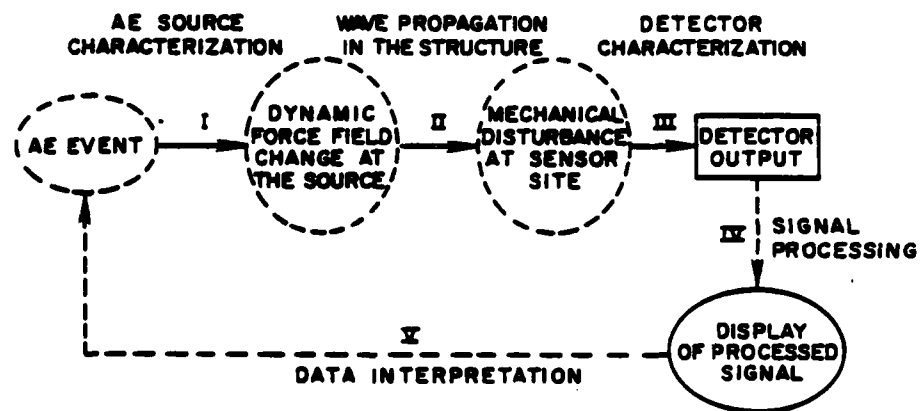 AE SOURCE
CHARACTERIZATION
WAVE PROPAGATION
IN THE STRUCTURE
DETECTOR
CHARACTERIZATION
AE EVENT
I
DYNAMIC
FORCE FIELD
CHANGE AT
THE SOURCE
II
MECHANICAL
DISTURBANCE
AT SENSOR
SITE
III
DETECTOR
OUTPUT
IV
SIGNAL
PROCESSING
DISPLAY
OF PROCESSED
SIGNAL
V
DATA INTERPRETATION